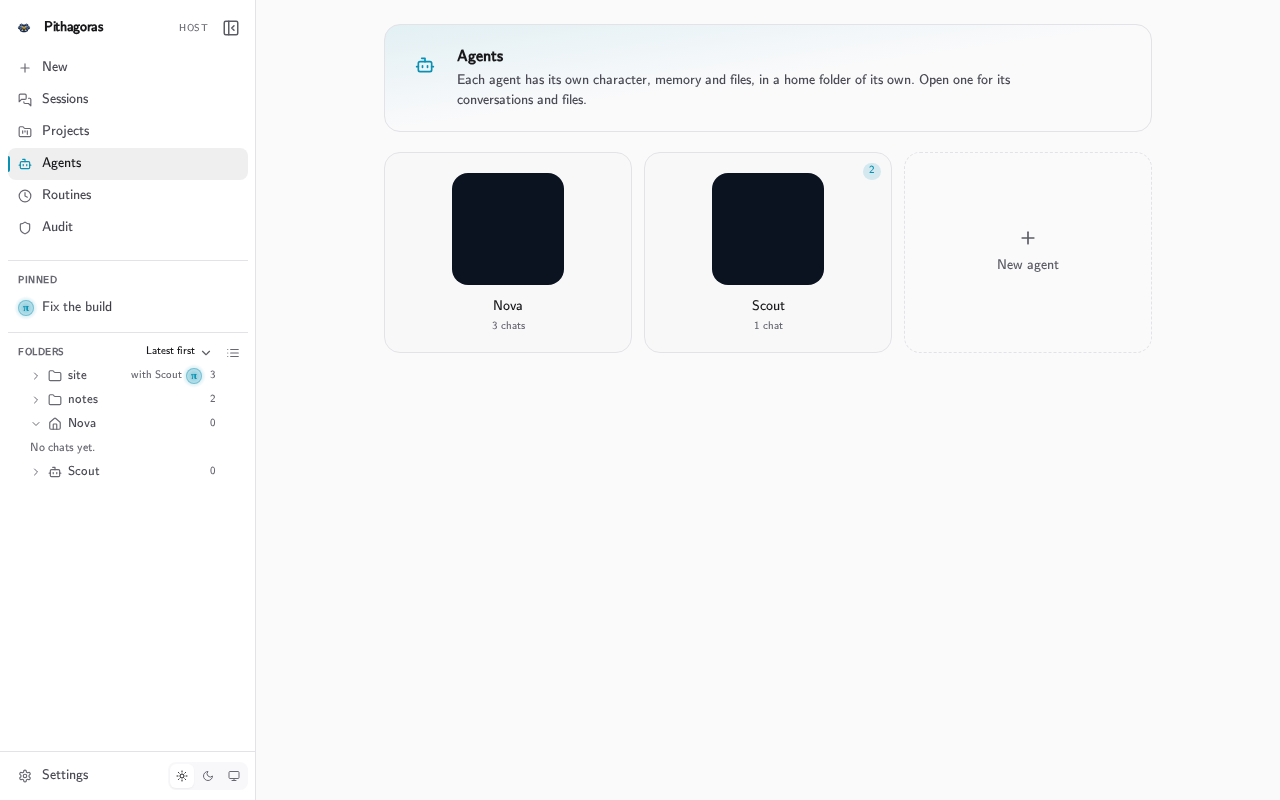 Pithagoras
HOST
New
Sessions
Projects
Agents
Routines
Audit
PINNED
π Fix the build
FOLDERS
Latest first
site with Scout π 3
notes 2
Nova 0
No chats yet.
Scout 0
Settings
Agents
Each agent has its own character, memory and files, in a home folder of its own. Open one for its
conversations and files.
Nova
3 chats
2
Scout
1 chat
New agent